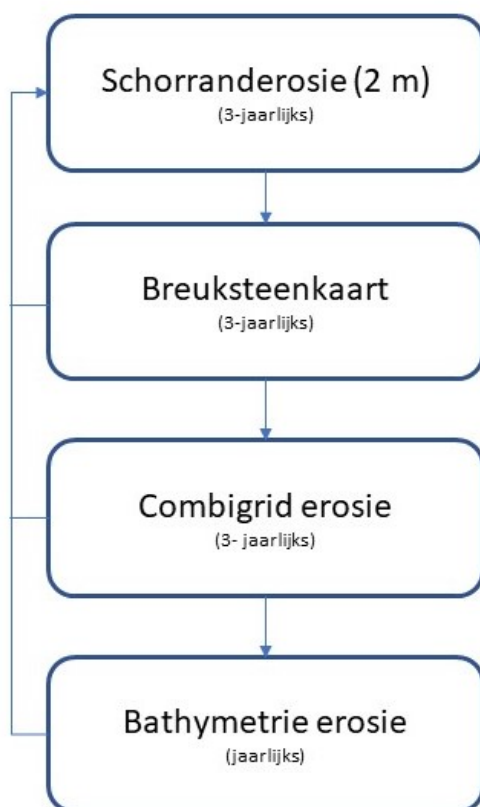 Schorranderosie (2 m)
(3-jaarlijks)
Breuksteenkaart
(3-jaarlijks)
Combigrid erosie
(3- jaarlijks)
Bathymetrie erosie
(jaarlijks)